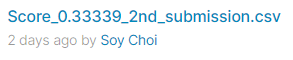 Score_0.33339_2nd_submission.csv
2 days ago by Soy Choi